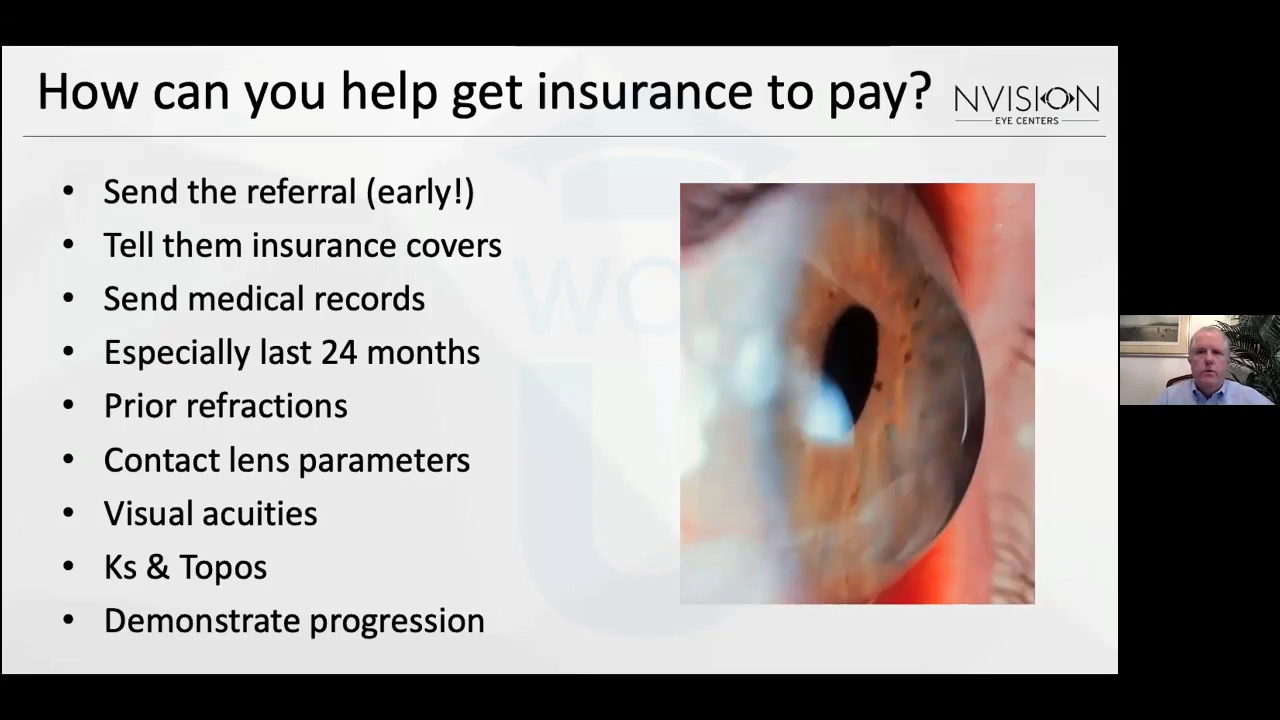 How can you help get insurance to pay?
NVISION
EYE CENTERS
• Send the referral (early!)
• Tell them insurance covers
• Send medical records
• Especially last 24 months
• Prior refractions
• Contact lens parameters
• Visual acuities
• Ks & Topos
• Demonstrate progression
WOO
U